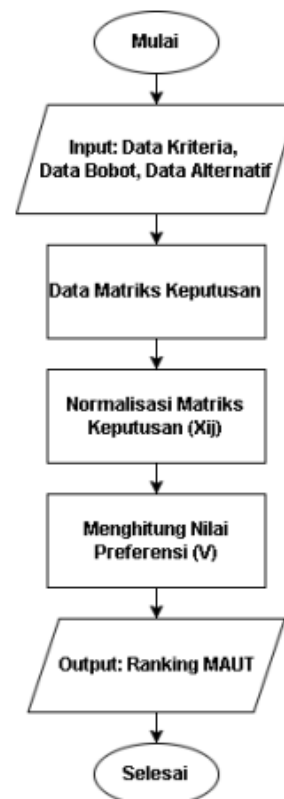 Mulai
Input: Data Kriteria,
Data Bobot, Data Alternatif
Data Matriks Keputusan
Normalisasi Matriks
Keputusan (Xij)
Menghitung Nilai
Preferensi (V)
Output: Ranking MAUT
Selesai